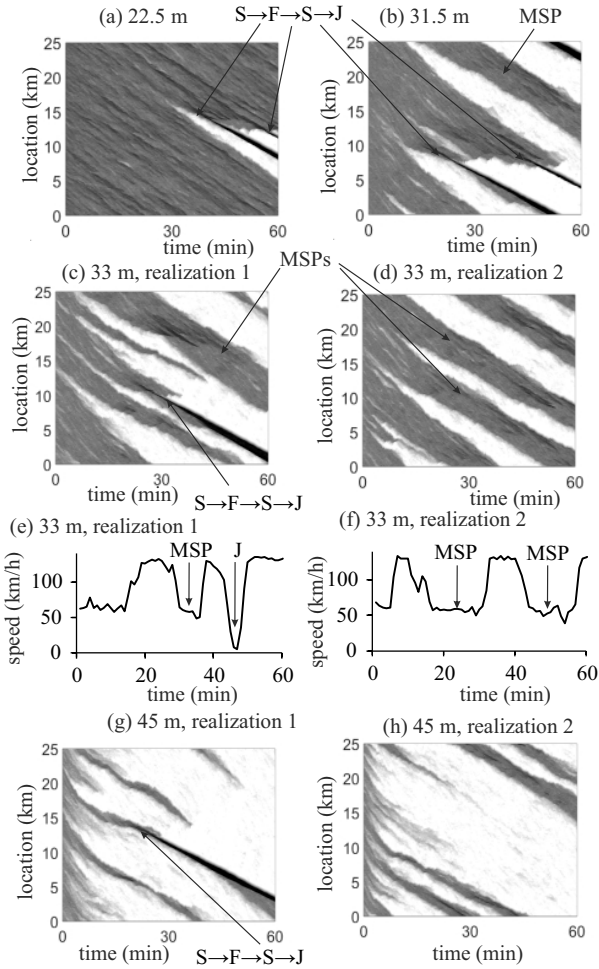 (a) 22.5 m
S→F→S→J
(b) 31.5 m
MSP
location (km)
25
20
15
10
5
0
0
30
60
time (min)
location (km)
25
20
15
10
5
0
0
30
60
time (min)
(c) 33 m, realization 1
MSPs
(d) 33 m, realization 2
location (km)
25
20
15
10
5
0
0
30
60
time (min)
S→F→S→J
location (km)
25
20
15
10
5
0
0
30
60
time (min)
(e) 33 m, realization 1
speed (km/h)
100
50
0
MSP
J
0
20
40
60
time (min)
(f) 33 m, realization 2
speed (km/h)
100
50
0
MSP
MSP
0
20
40
60
time (min)
(g) 45 m, realization 1
location (km)
25
20
15
10
5
0
0
30
60
time (min)
S→F→S→J
(h) 45 m, realization 2
location (km)
25
20
15
10
5
0
0
30
60
time (min)